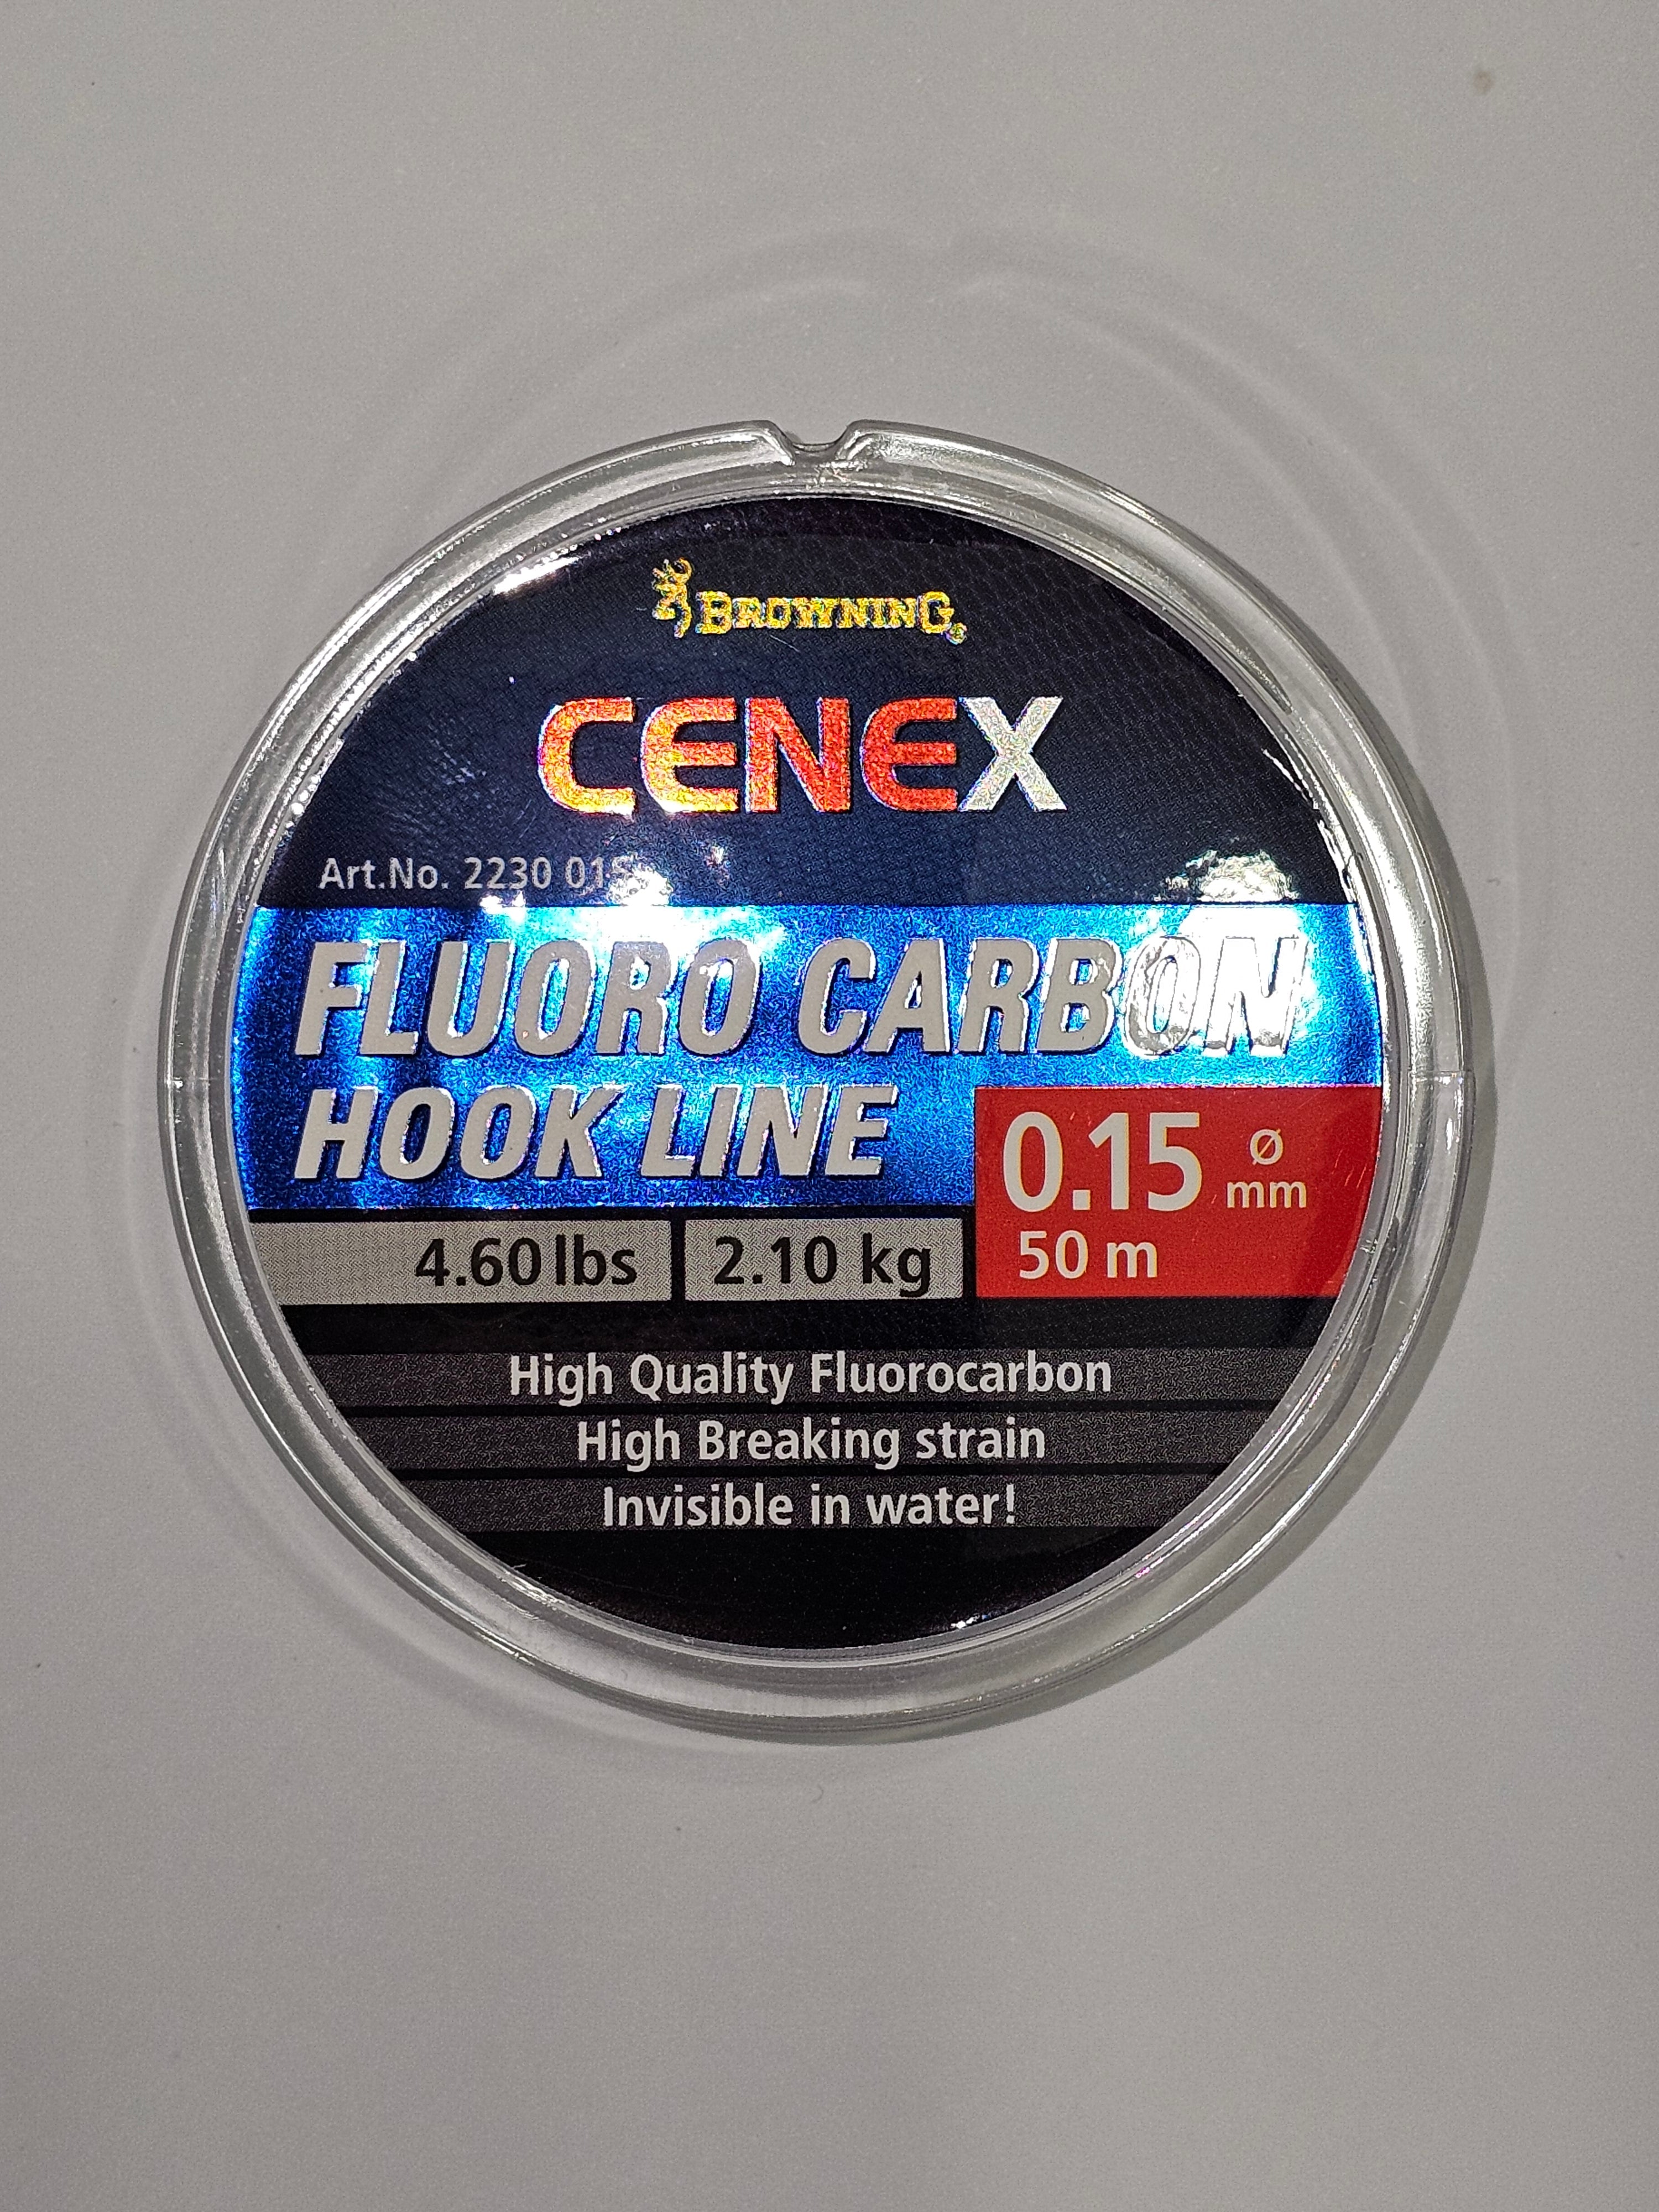 BROWNING®
CENEX
Art.No. 2230 015
FLUORO CARBON
HOOK LINE
0.15 ø mm
50 m
4.60 lbs
2.10 kg
High Quality Fluorocarbon
High Breaking strain
Invisible in water!